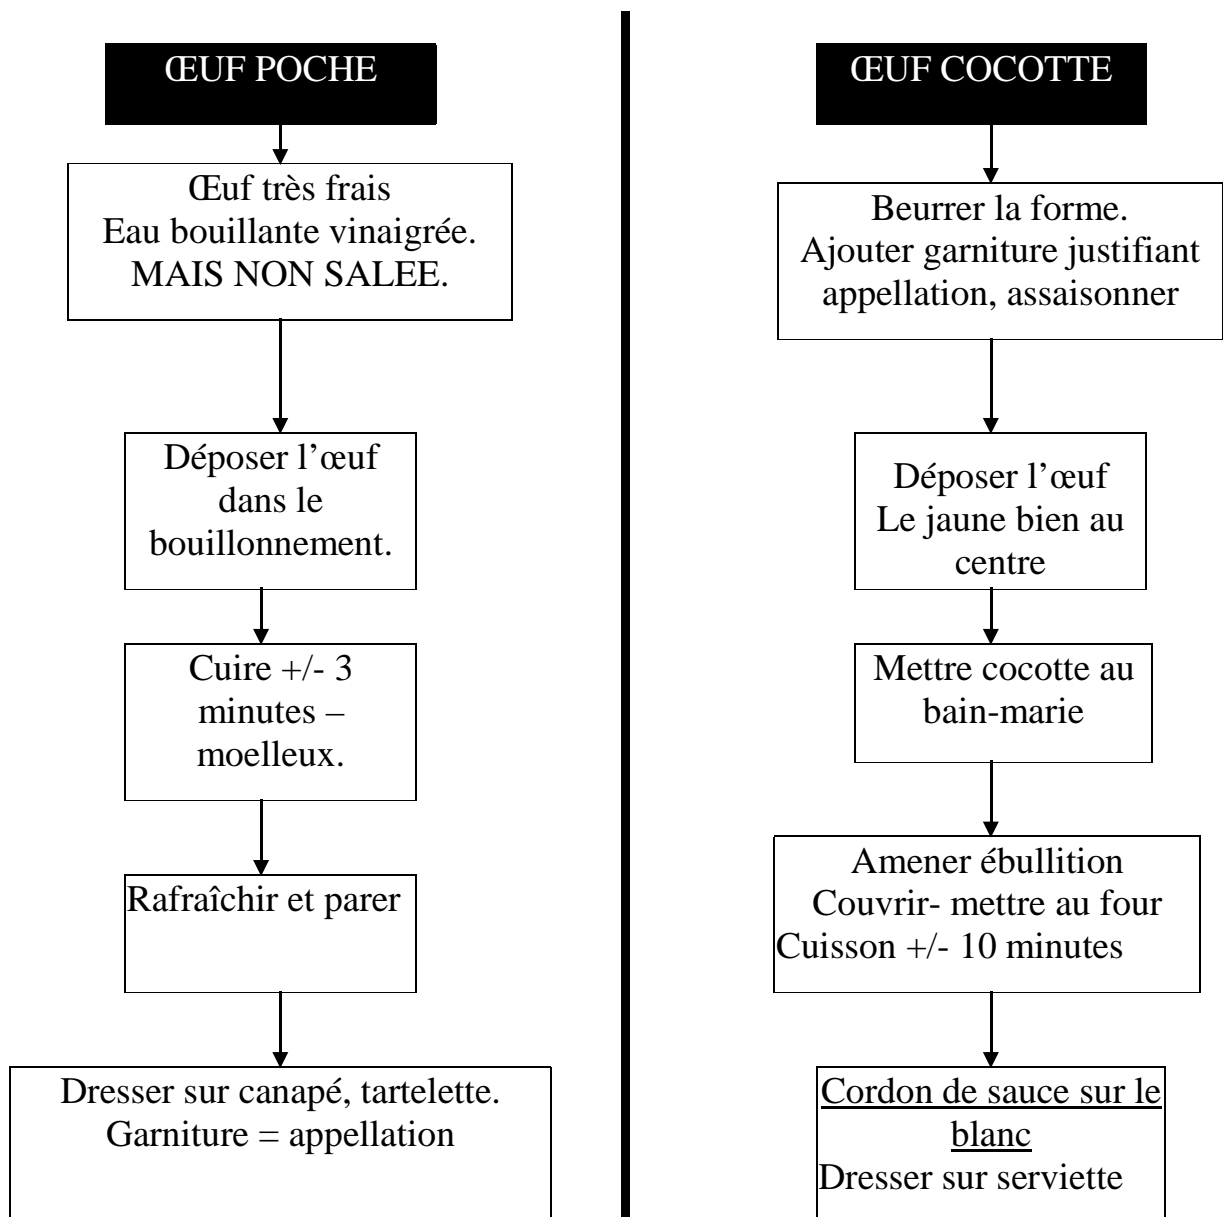 ŒUF POCHE
Œuf très frais
Eau bouillante vinaigrée.
MAIS NON SALEE.
Déposer l’œuf
dans le
bouillonnement.
Cuire +/- 3
minutes –
moelleux.
Rafraîchir et parer
Dresser sur canapé, tartelette.
Garniture = appellation
ŒUF COCOTTE
Beurrer la forme.
Ajouter garniture justifiant
appellation, assaisonner
Déposer l’œuf
Le jaune bien au
centre
Mettre cocotte au
bain-marie
Amener ébullition
Couvrir- mettre au four
Cuisson +/- 10 minutes
Cordon de sauce sur le
blanc
Dresser sur serviette